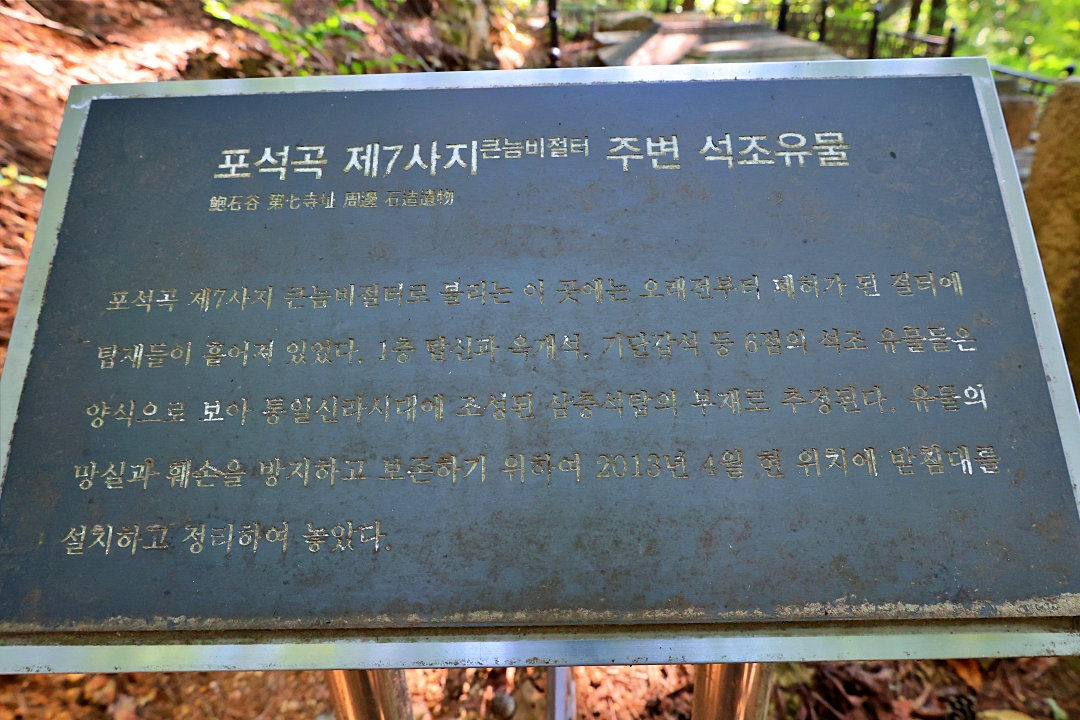 포석곡 제7사지큰늠비절터 주변 석조유물
鮑石谷 第七寺址 周邊 石造遺物
포석곡 제7사지 큰늠비절터로 불리는 이 곳에는 오래전부터 폐허가 된 절터에
탑재들이 흩어져 있었다. 1층 탑신과 옥개석, 기단갑석 등 6점의 석조 유물들은
양식으로 보아 통일신라시대에 조성된 삼층석탑의 부재로 추정된다. 유물의
망실과 훼손을 방지하고 보존하기 위하여 2013년 4월 현 위치에 받침대를
설치하고 정리하여 놓았다.